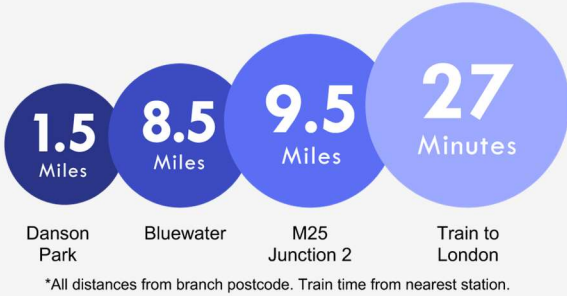 1.5
Miles
8.5
Miles
9.5
Miles
27
Minutes
Danson
Park
Bluewater
M25
Junction 2
Train to
London
*All distances from branch postcode. Train time from nearest station.